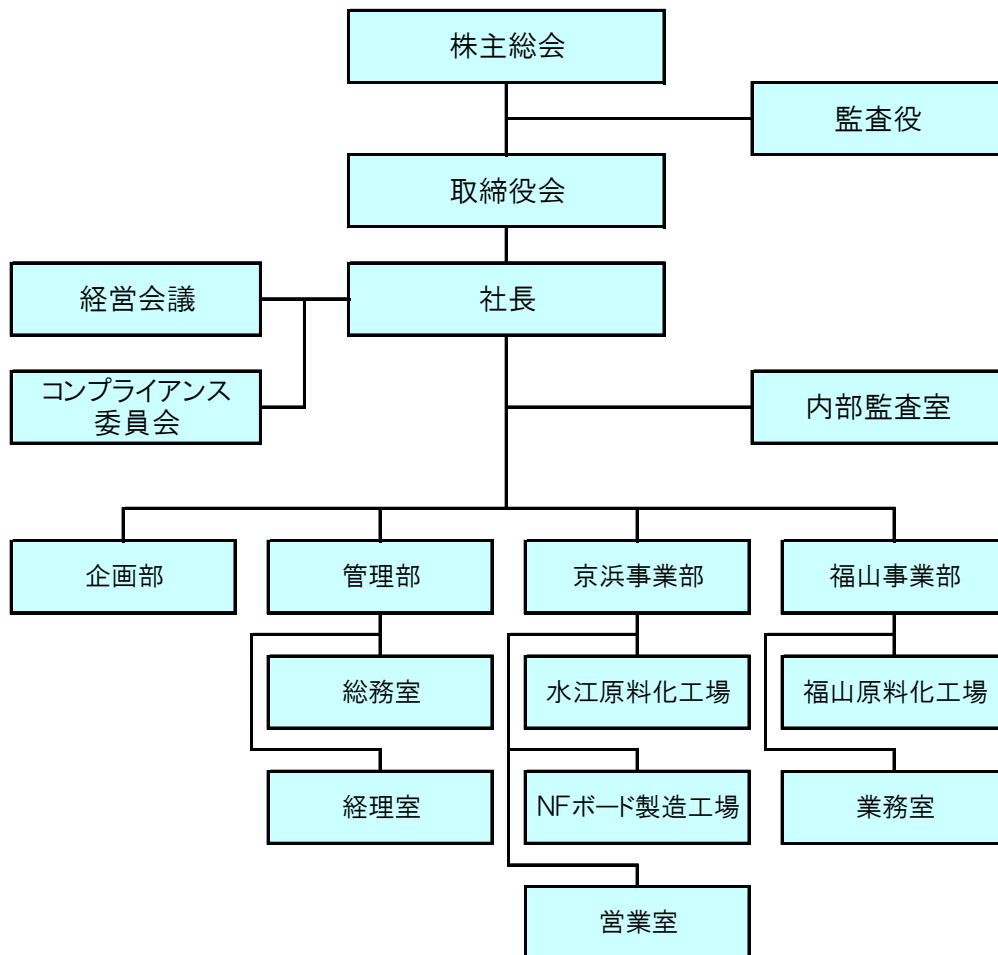 株主総会
監査役
取締役会
経営会議
社長
コンプライアンス
委員会
内部監査室
企画部
管理部
京浜事業部
福山事業部
総務室
水江原料化工場
福山原料化工場
経理室
NFボード製造工場
業務室
営業室